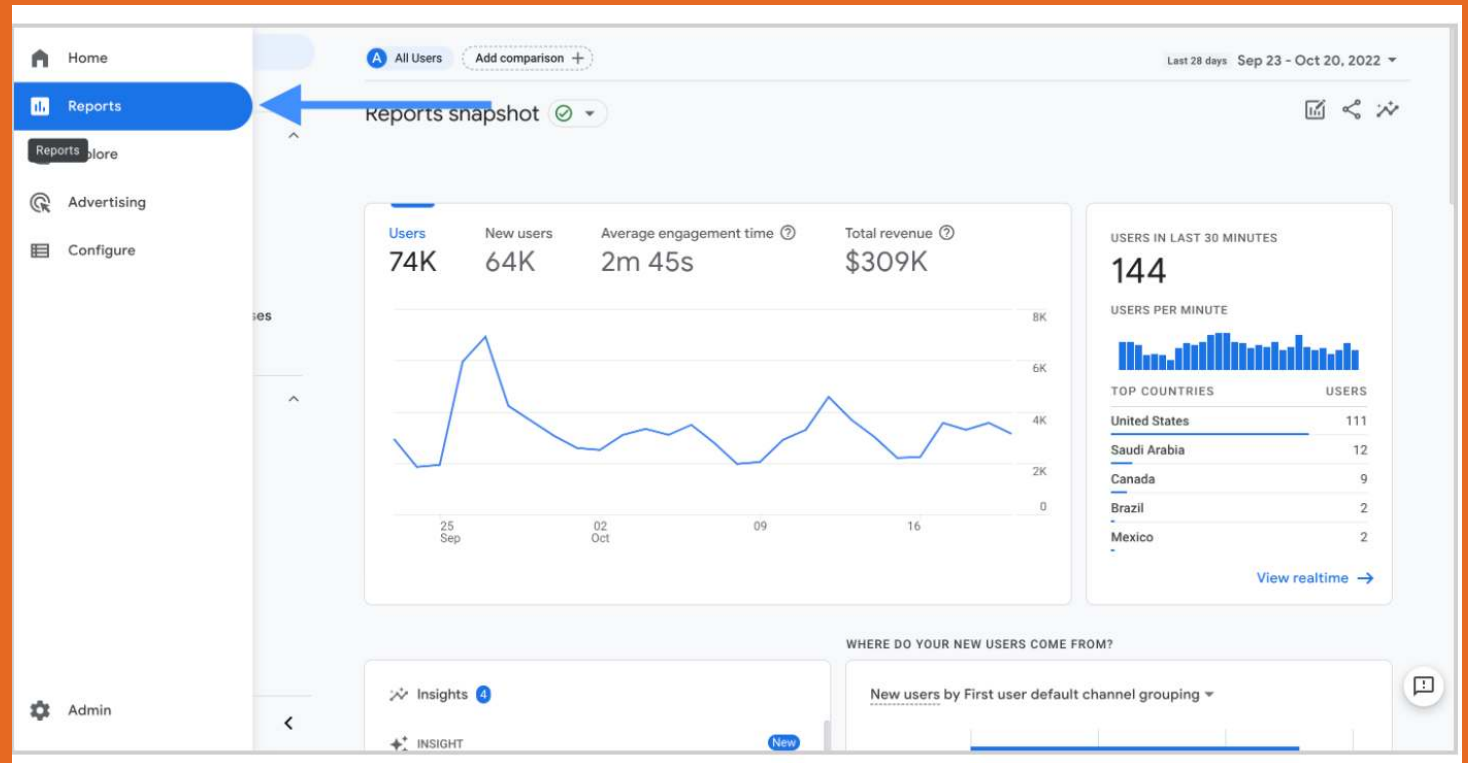 Home
Reports
Reports
plore
Advertising
Configure
Admin
ses
A All Users Add comparison +
Last 28 days Sep 23 - Oct 20, 2022
Reports snapshot
Users
74K
New users
64K
Average engagement time
2m 45s
Total revenue
$309K
8K
6K
4K
2K
0
25
Sep
02
Oct
09
16
USERS IN LAST 30 MINUTES
144
USERS PER MINUTE
TOP COUNTRIES USERS
United States 111
Saudi Arabia 12
Canada 9
Brazil 2
Mexico 2
View realtime
Insights 4
INSIGHT New
WHERE DO YOUR NEW USERS COME FROM?
New users by First user default channel grouping